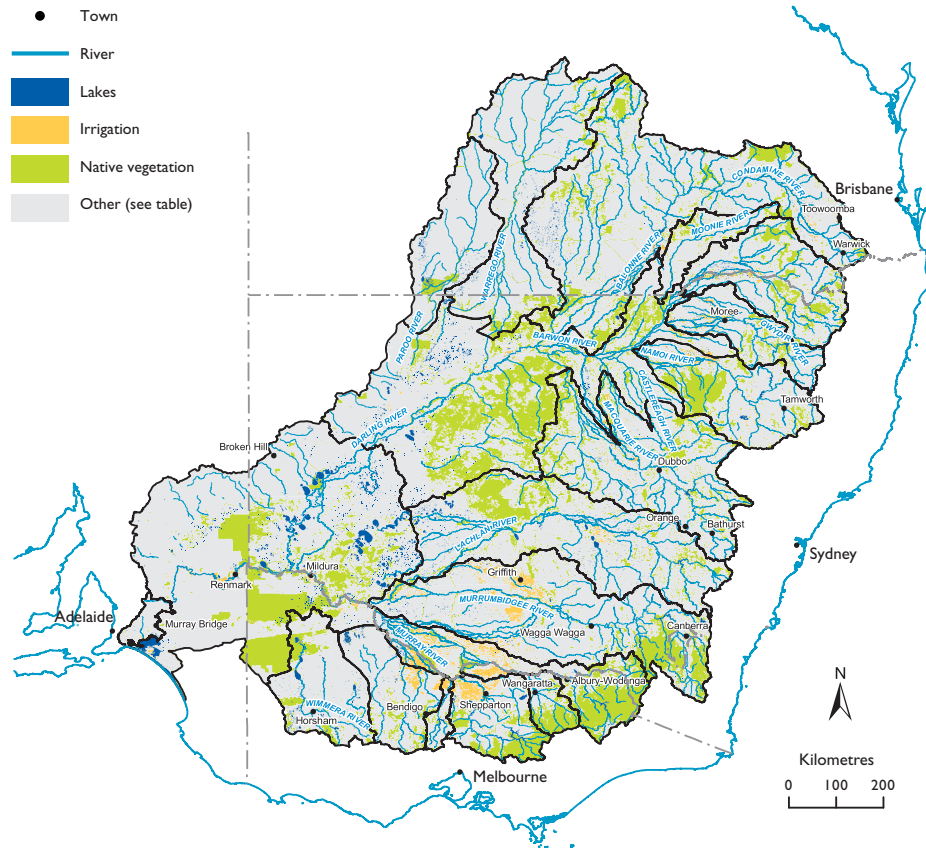 Town
River
Lakes
Irrigation
Native vegetation
Other (see table)
CONDAMINE RIVER
Brisbane
Toowoomba
MOONIE RIVER
Warwick
WARREGO RIVER
BALONNE RIVER
Moree
GWYDIR RIVER
PAROO RIVER
BARWON RIVER
NAMOI RIVER
CASTLEREAGH RIVER
Tamworth
MACQUARIE RIVER
DARLING RIVER
Broken Hill
Dubbo
Orange
Bathurst
LACHLAN RIVER
Sydney
Mildura
Griffith
Renmark
MURRUMBIDGEE RIVER
Adelaide
Murray Bridge
Wagga Wagga
Canberra
MURRAY RIVER
Wangaratta
Albury-Wodonga
N
WIMMERA RIVER
Bendigo
Shepparton
Horsham
Kilometres
Melbourne
0 100 200